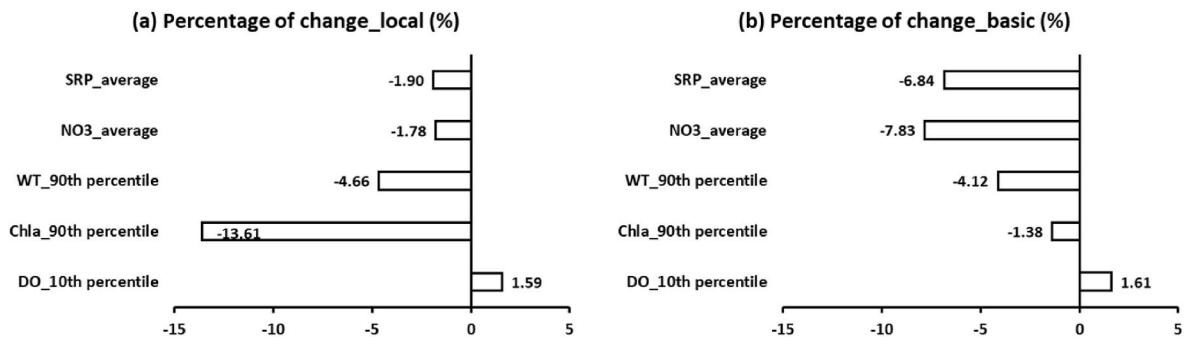 (a) Percentage of change_local (%)
SRP_average
-1.90
NO3_average
-1.78
WT_90th percentile
-4.66
Chla_90th percentile
-13.61
DO_10th percentile
1.59
-15 -10 -5 0 5
(b) Percentage of change_basic (%)
SRP_average
-6.84
NO3_average
-7.83
WT_90th percentile
-4.12
Chla_90th percentile
-1.38
DO_10th percentile
1.61
-15 -10 -5 0 5